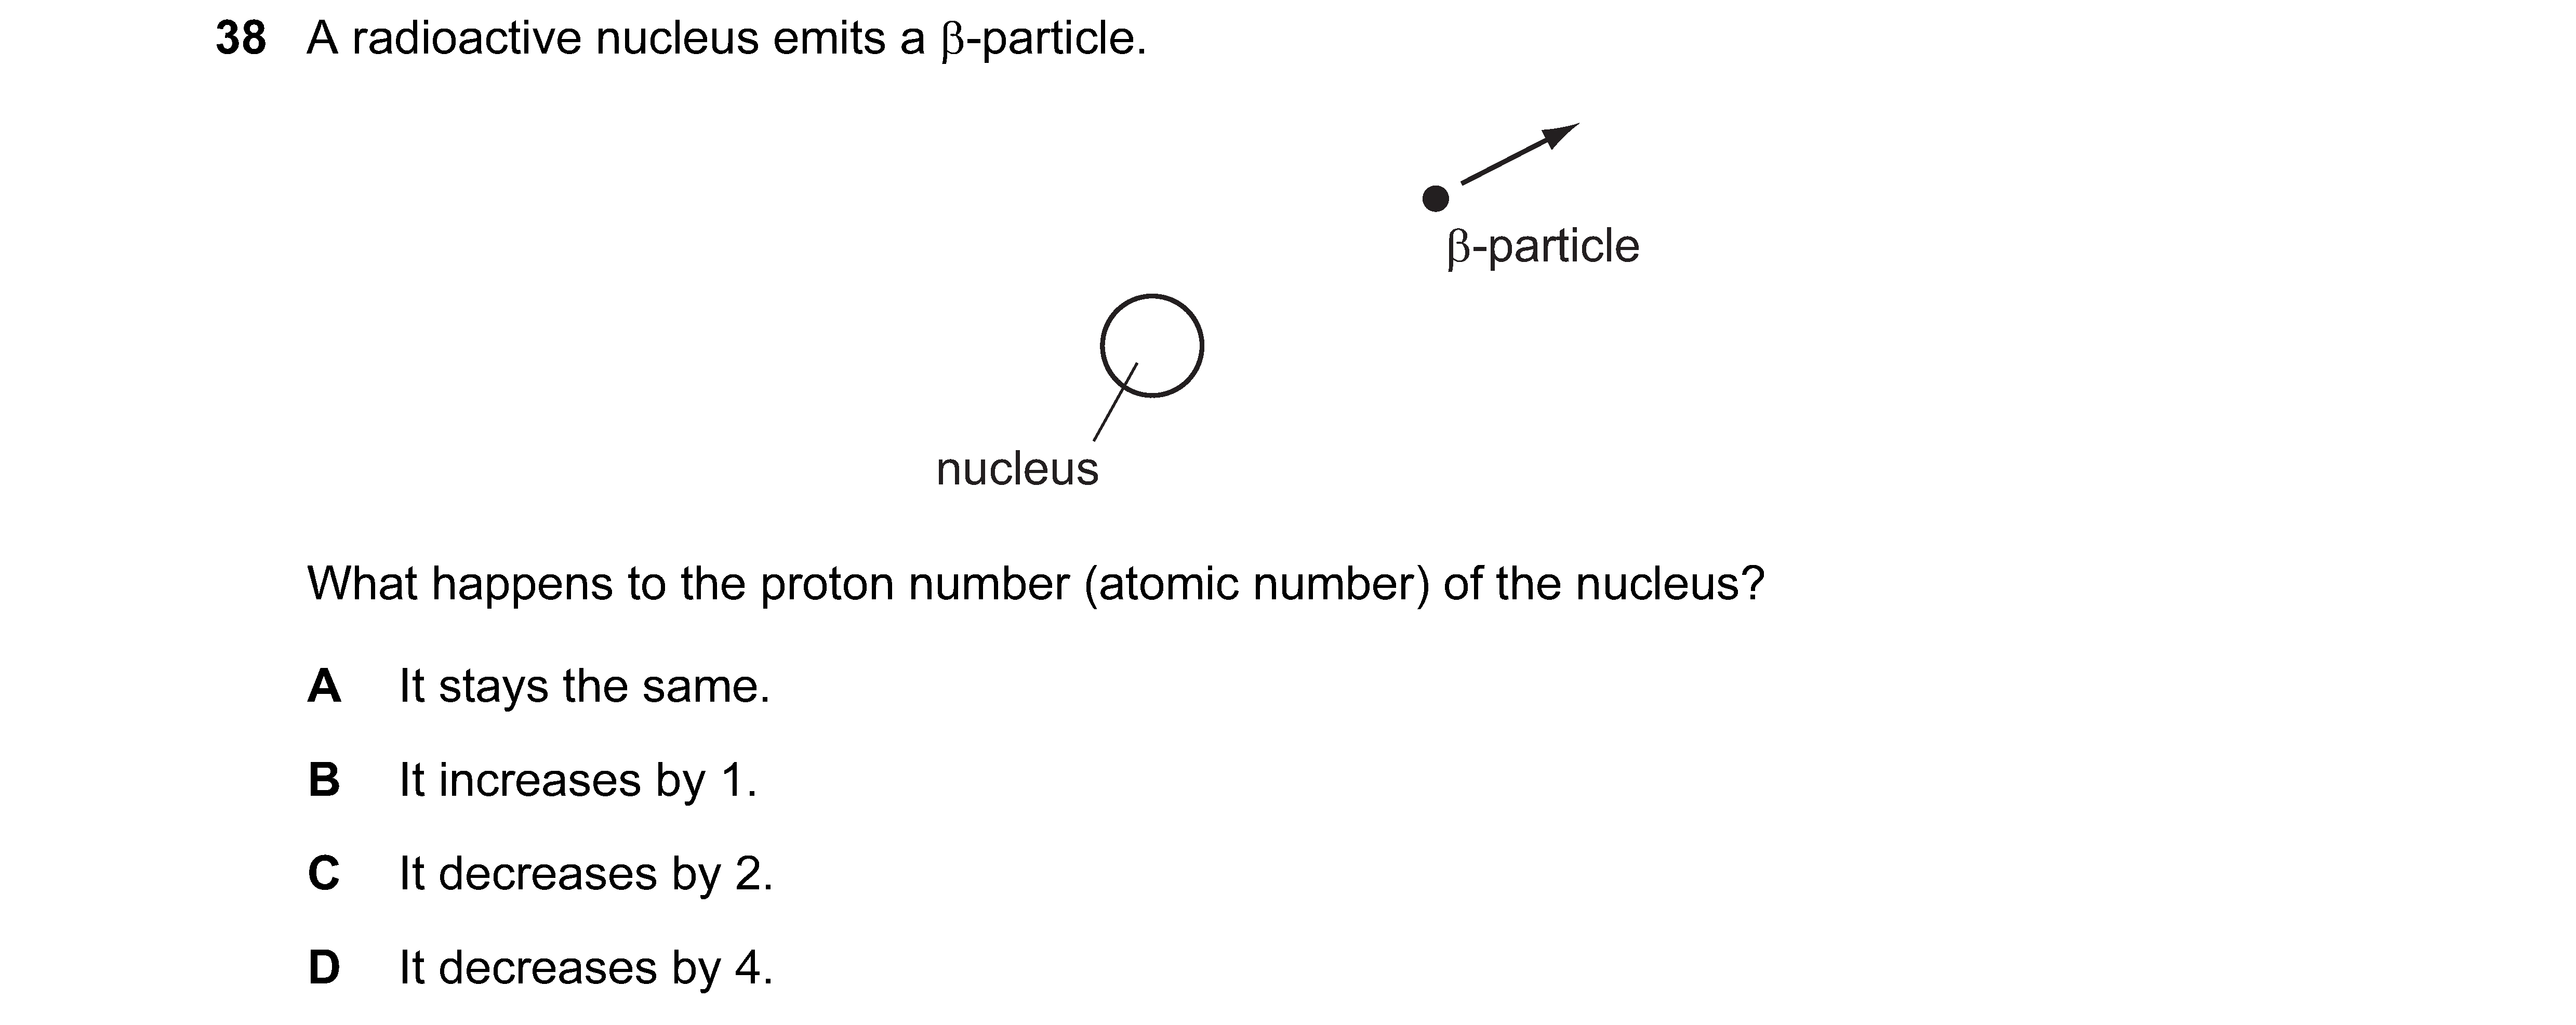 38 A radioactive nucleus emits a β-particle.
β-particle
nucleus
What happens to the proton number (atomic number) of the nucleus?
A It stays the same.
B It increases by 1.
C It decreases by 2.
D It decreases by 4.